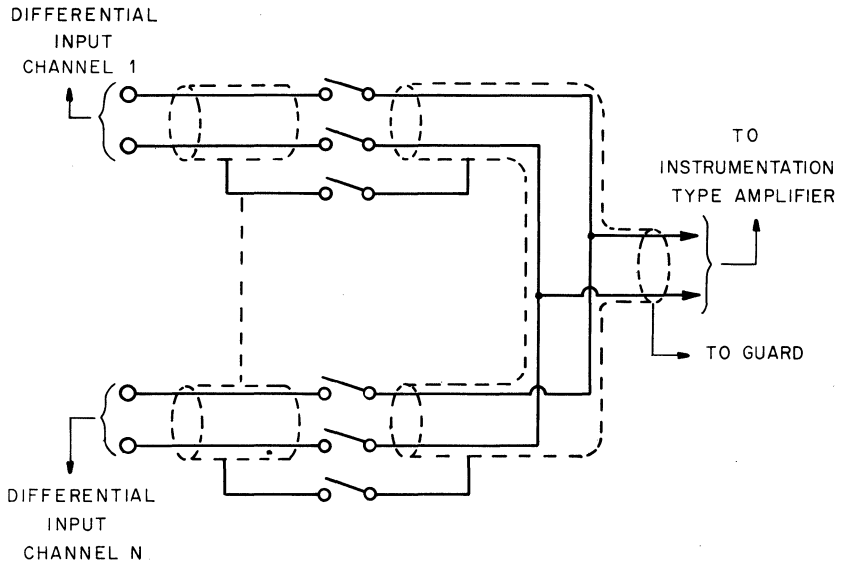 DIFFERENTIAL
INPUT
CHANNEL 1
TO
INSTRUMENTATION
TYPE AMPLIFIER
TO GUARD
DIFFERENTIAL
INPUT
CHANNEL N